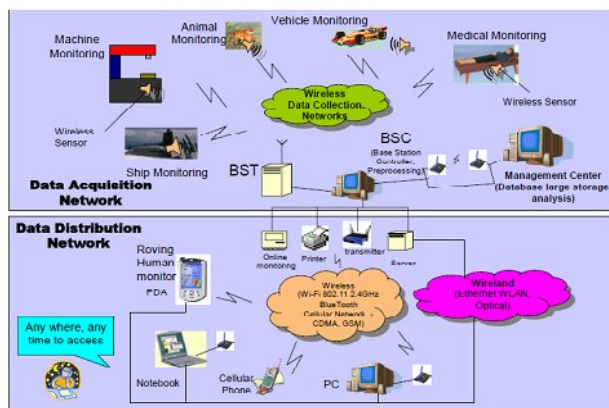 Machine
Monitoring
Animal
Monitoring
Vehicle Monitoring
Medical Monitoring
Wireless
Data Collection
Networks
Wireless Sensor
Wireless
Sensor
Ship Monitoring
BST
BSC
(Base Station
Controller,
Preprocessing)
Management Center
(Database large storage
analysis)
Data Acquisition
Network
Data Distribution
Network
Online
monitoring
Printer
transmitter
Server
Roving
Human
monitor
PDA
Wireless
(Wi-Fi 802.11 2.4GHz
BlueTooth
Cellular Network -
CDMA, GSM)
Wireland
(Ethernet WLAN,
Optical)
Any where, any
time to access
Notebook
Cellular
Phone
PC